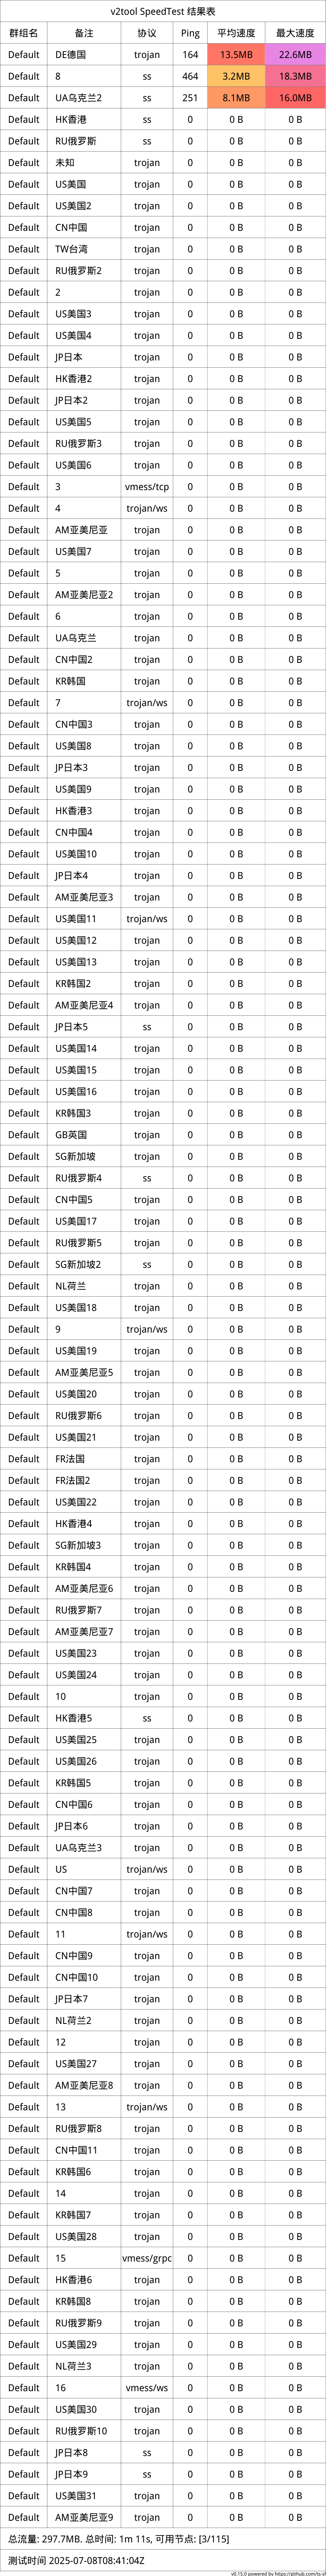 v2tool SpeedTest 结果表
群组名 备注 协议 Ping 平均速度 最大速度
Default DE德国 trojan 164 13.5MB 22.6MB
Default 8 ss 464 3.2MB 18.3MB
Default UA乌克兰2 ss 251 8.1MB 16.0MB
Default HK香港 ss 0 0 B 0 B
Default RU俄罗斯 ss 0 0 B 0 B
Default 未知 trojan 0 0 B 0 B
Default US美国 trojan 0 0 B 0 B
Default US美国2 trojan 0 0 B 0 B
Default CN中国 trojan 0 0 B 0 B
Default TW台湾 trojan 0 0 B 0 B
Default RU俄罗斯2 trojan 0 0 B 0 B
Default 2 trojan 0 0 B 0 B
Default US美国3 trojan 0 0 B 0 B
Default US美国4 trojan 0 0 B 0 B
Default JP日本 trojan 0 0 B 0 B
Default HK香港2 trojan 0 0 B 0 B
Default JP日本2 trojan 0 0 B 0 B
Default US美国5 trojan 0 0 B 0 B
Default RU俄罗斯3 trojan 0 0 B 0 B
Default US美国6 trojan 0 0 B 0 B
Default 3 vmess/tcp 0 0 B 0 B
Default 4 trojan/ws 0 0 B 0 B
Default AM亚美尼亚 trojan 0 0 B 0 B
Default US美国7 trojan 0 0 B 0 B
Default 5 trojan 0 0 B 0 B
Default AM亚美尼亚2 trojan 0 0 B 0 B
Default 6 trojan 0 0 B 0 B
Default UA乌克兰 trojan 0 0 B 0 B
Default CN中国2 trojan 0 0 B 0 B
Default KR韩国 trojan 0 0 B 0 B
Default 7 trojan/ws 0 0 B 0 B
Default CN中国3 trojan 0 0 B 0 B
Default US美国8 trojan 0 0 B 0 B
Default JP日本3 trojan 0 0 B 0 B
Default US美国9 trojan 0 0 B 0 B
Default HK香港3 trojan 0 0 B 0 B
Default CN中国4 trojan 0 0 B 0 B
Default US美国10 trojan 0 0 B 0 B
Default JP日本4 trojan 0 0 B 0 B
Default AM亚美尼亚3 trojan 0 0 B 0 B
Default US美国11 trojan/ws 0 0 B 0 B
Default US美国12 trojan 0 0 B 0 B
Default US美国13 trojan 0 0 B 0 B
Default KR韩国2 trojan 0 0 B 0 B
Default AM亚美尼亚4 trojan 0 0 B 0 B
Default JP日本5 ss 0 0 B 0 B
Default US美国14 trojan 0 0 B 0 B
Default US美国15 trojan 0 0 B 0 B
Default US美国16 trojan 0 0 B 0 B
Default KR韩国3 trojan 0 0 B 0 B
Default GB英国 trojan 0 0 B 0 B
Default SG新加坡 trojan 0 0 B 0 B
Default RU俄罗斯4 ss 0 0 B 0 B
Default CN中国5 trojan 0 0 B 0 B
Default US美国17 trojan 0 0 B 0 B
Default RU俄罗斯5 trojan 0 0 B 0 B
Default SG新加坡2 ss 0 0 B 0 B
Default NL荷兰 trojan 0 0 B 0 B
Default US美国18 trojan 0 0 B 0 B
Default 9 trojan/ws 0 0 B 0 B
Default US美国19 trojan 0 0 B 0 B
Default AM亚美尼亚5 trojan 0 0 B 0 B
Default US美国20 trojan 0 0 B 0 B
Default RU俄罗斯6 trojan 0 0 B 0 B
Default US美国21 trojan 0 0 B 0 B
Default FR法国 trojan 0 0 B 0 B
Default FR法国2 trojan 0 0 B 0 B
Default US美国22 trojan 0 0 B 0 B
Default HK香港4 trojan 0 0 B 0 B
Default SG新加坡3 trojan 0 0 B 0 B
Default KR韩国4 trojan 0 0 B 0 B
Default AM亚美尼亚6 trojan 0 0 B 0 B
Default RU俄罗斯7 trojan 0 0 B 0 B
Default AM亚美尼亚7 trojan 0 0 B 0 B
Default US美国23 trojan 0 0 B 0 B
Default US美国24 trojan 0 0 B 0 B
Default 10 trojan 0 0 B 0 B
Default HK香港5 ss 0 0 B 0 B
Default US美国25 trojan 0 0 B 0 B
Default US美国26 trojan 0 0 B 0 B
Default KR韩国5 trojan 0 0 B 0 B
Default CN中国6 trojan 0 0 B 0 B
Default JP日本6 trojan 0 0 B 0 B
Default UA乌克兰3 trojan 0 0 B 0 B
Default US trojan/ws 0 0 B 0 B
Default CN中国7 trojan 0 0 B 0 B
Default CN中国8 trojan 0 0 B 0 B
Default 11 trojan/ws 0 0 B 0 B
Default CN中国9 trojan 0 0 B 0 B
Default CN中国10 trojan 0 0 B 0 B
Default JP日本7 trojan 0 0 B 0 B
Default NL荷兰2 trojan 0 0 B 0 B
Default 12 trojan 0 0 B 0 B
Default US美国27 trojan 0 0 B 0 B
Default AM亚美尼亚8 trojan 0 0 B 0 B
Default 13 trojan/ws 0 0 B 0 B
Default RU俄罗斯8 trojan 0 0 B 0 B
Default CN中国11 trojan 0 0 B 0 B
Default KR韩国6 trojan 0 0 B 0 B
Default 14 trojan 0 0 B 0 B
Default KR韩国7 trojan 0 0 B 0 B
Default US美国28 trojan 0 0 B 0 B
Default 15 vmess/grpc 0 0 B 0 B
Default HK香港6 trojan 0 0 B 0 B
Default KR韩国8 trojan 0 0 B 0 B
Default RU俄罗斯9 trojan 0 0 B 0 B
Default US美国29 trojan 0 0 B 0 B
Default NL荷兰3 trojan 0 0 B 0 B
Default 16 vmess/ws 0 0 B 0 B
Default US美国30 trojan 0 0 B 0 B
Default RU俄罗斯10 trojan 0 0 B 0 B
Default JP日本8 ss 0 0 B 0 B
Default JP日本9 ss 0 0 B 0 B
Default US美国31 trojan 0 0 B 0 B
Default AM亚美尼亚9 trojan 0 0 B 0 B
总流量: 297.7MB. 总时间: 1m 11s, 可用节点: [3/115]
测试时间 2025-07-08T08:41:04Z
v0.15.0 powered by https://github.com/ts-sf